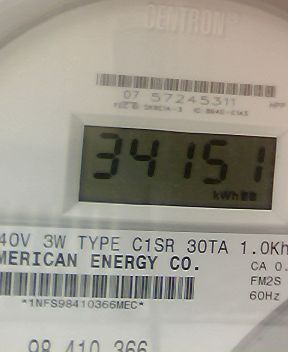 CENTRON®
07 57245311
HPP
34151
kWh
40V 3W TYPE C1SR 30TA 1.0Kh
MERICAN ENERGY CO.
CA 0.
FM2S
*1NFS98410366MEC*
60Hz
98 410 366